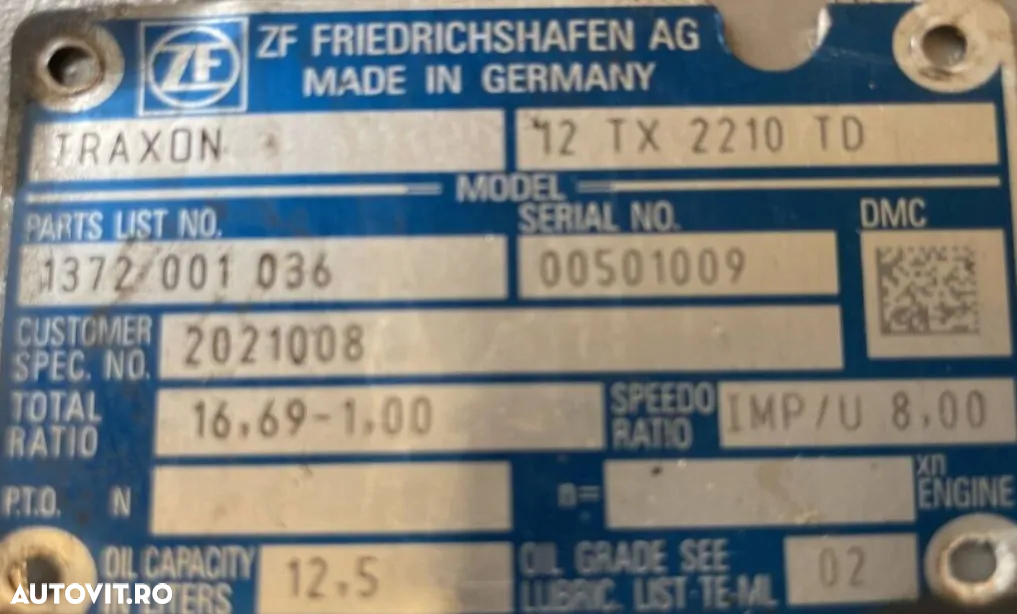 ZF
ZF FRIEDRICHSHAFEN AG
MADE IN GERMANY
TRAXON 12 TX 2210 TD
MODEL
PARTS LIST NO. SERIAL NO. DMC
1372 001 036 00501009
CUSTOMER
SPEC. NO. 2021008
TOTAL
RATIO 16,69-1,00
SPEEDO
RATIO IMP/U 8,00
P.T.O. N n= xn
ENGINE
OIL CAPACITY
12,5
OIL GRADE SEE
LUBRIC. LIST-TE-ML 02
AUTOVIT.RO